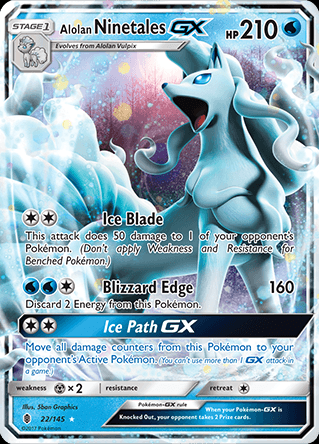 STAGE 1
Alolan Ninetales GX HP 210
Evolves from Alolan Vulpix
Ice Blade
This attack does 50 damage to 1 of your opponent's
Pokémon. (Don't apply Weakness and Resistance for
Benched Pokémon.)
Blizzard Edge 160
Discard 2 Energy from this Pokémon.
Ice Path GX
Move all damage counters from this Pokémon to your
opponent's Active Pokémon. (You can't use more than 1 GX attack in
a game.)
weakness × 2 resistance retreat
Illus. 5ban Graphics
Pokémon-GX rule
22/145
When your Pokémon-GX is
Knocked Out, your opponent takes 2 Prize cards.
©2017 Pokémon